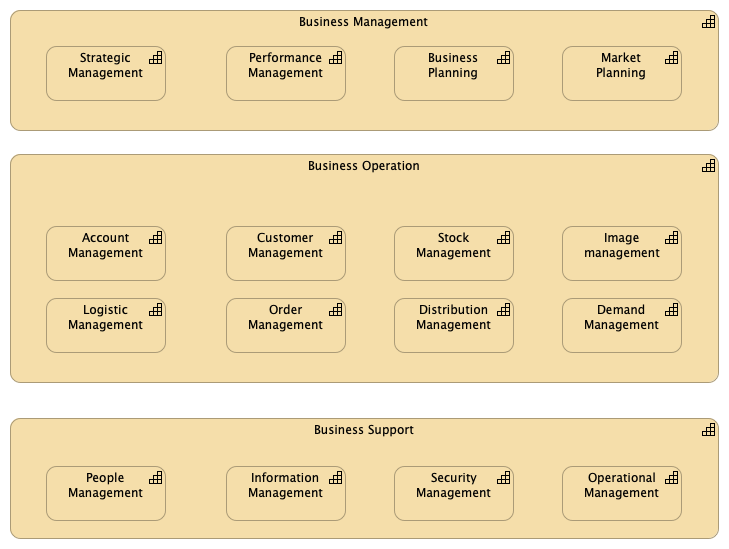 Business Management
Strategic
Management
Performance
Management
Business
Planning
Market
Planning
Business Operation
Account
Management
Customer
Management
Stock
Management
Image
management
Logistic
Management
Order
Management
Distribution
Management
Demand
Management
Business Support
People
Management
Information
Management
Security
Management
Operational
Management